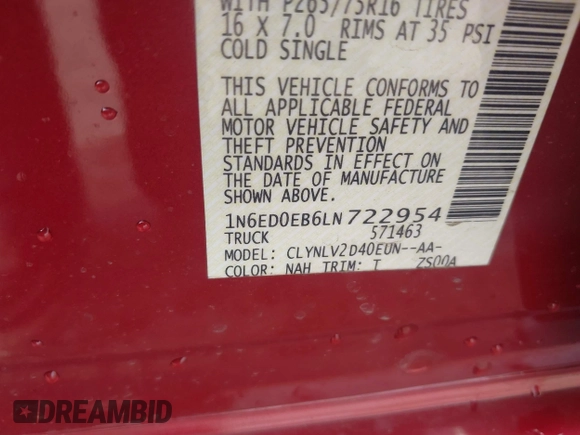 WITH P265/75R16 TIRES
16 X 7.0 RIMS AT 35 PSI
COLD SINGLE
THIS VEHICLE CONFORMS TO
ALL APPLICABLE FEDERAL
MOTOR VEHICLE SAFETY AND
THEFT PREVENTION
STANDARDS IN EFFECT ON
THE DATE OF MANUFACTURE
SHOWN ABOVE.
1N6ED0EB6LN722954
TRUCK 571463
MODEL: CLYNLV2D40EUN--AA-
COLOR: NAH TRIM: T ZS00A
DREAMBID